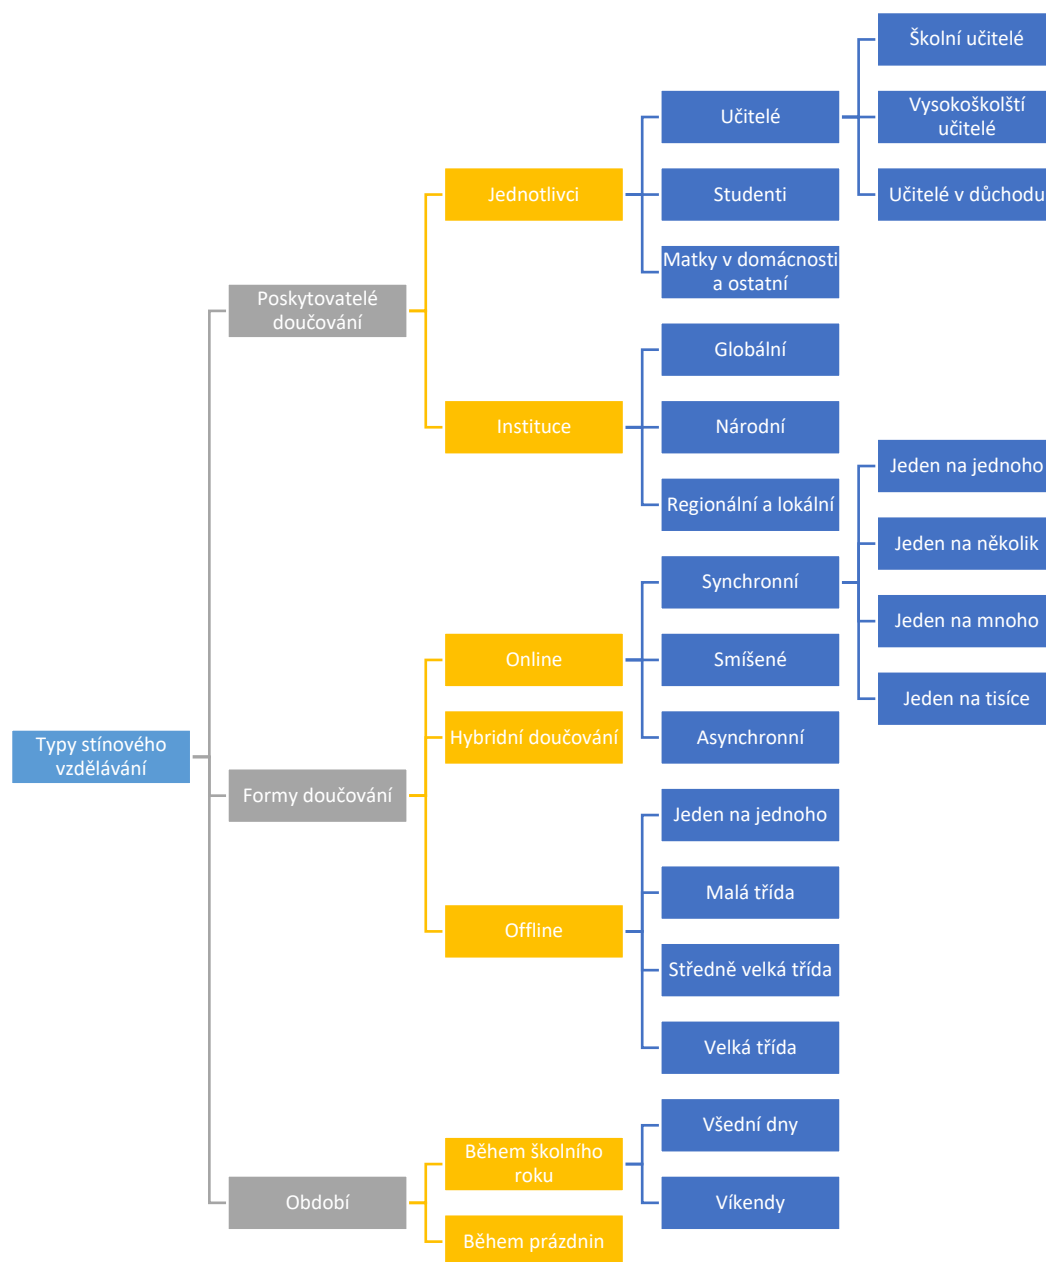 Školní učitelé
Vysokoškolští
učitelé
Učitelé
Učitelé v důchodu
Jednotlivci
Studenti
Matky v domácnosti
a ostatní
Poskytovatelé
doučování
Globální
Instituce
Národní
Regionální a lokální
Jeden na jednoho
Jeden na několik
Synchronní
Jeden na mnoho
Online
Smíšené
Jeden na tisíce
Typy stínového
vzdělávání
Hybridní doučování
Asynchronní
Formy doučování
Jeden na jednoho
Malá třída
Offline
Středně velká třída
Velká třída
Všední dny
Během školního
roku
Období
Víkendy
Během prázdnin